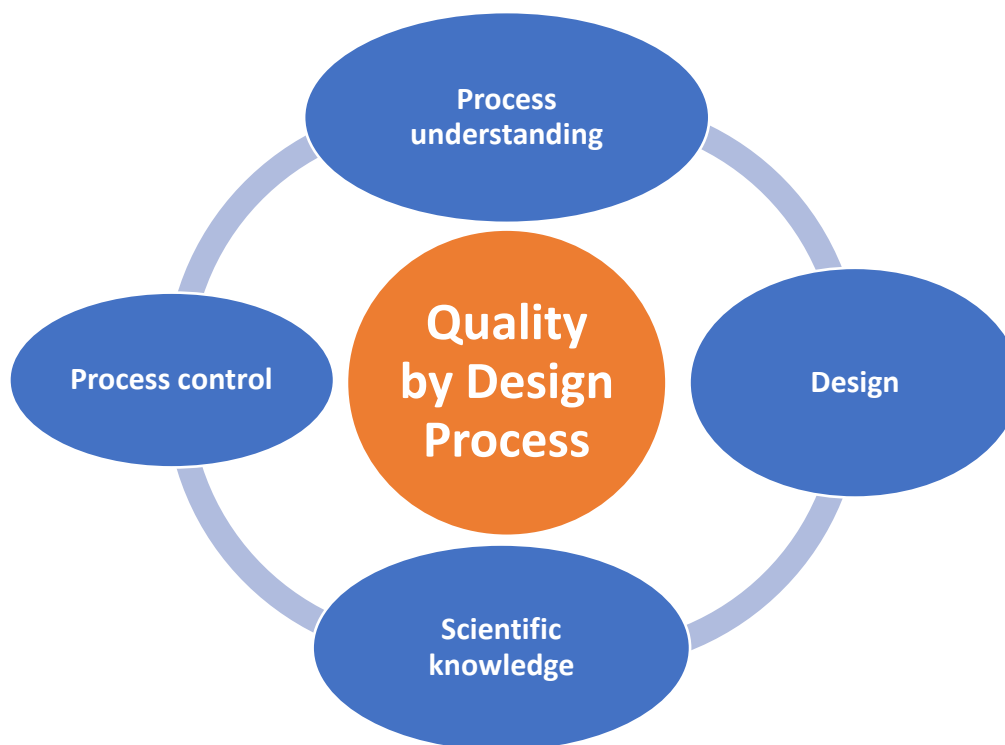 Process
understanding
Quality
by Design
Process
Process control
Design
Scientific
knowledge